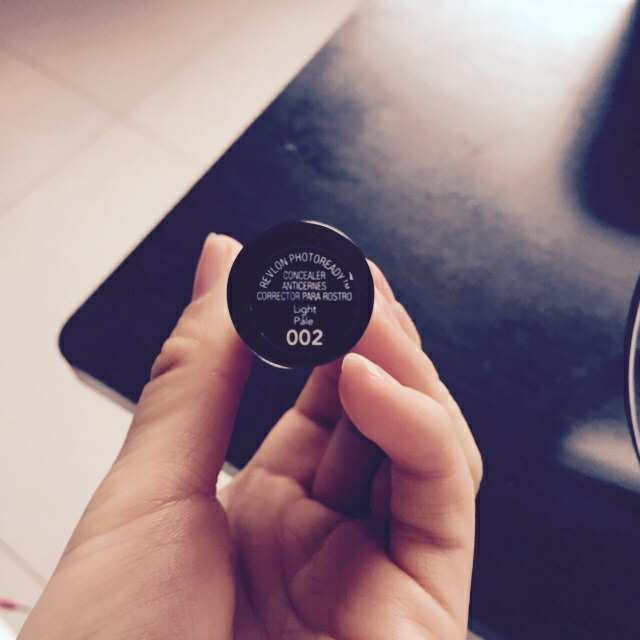 REVLON PHOTOREADY™
CONCEALER
ANTICERNES
CORRECTOR PARA ROSTRO
Light
Pâle
002